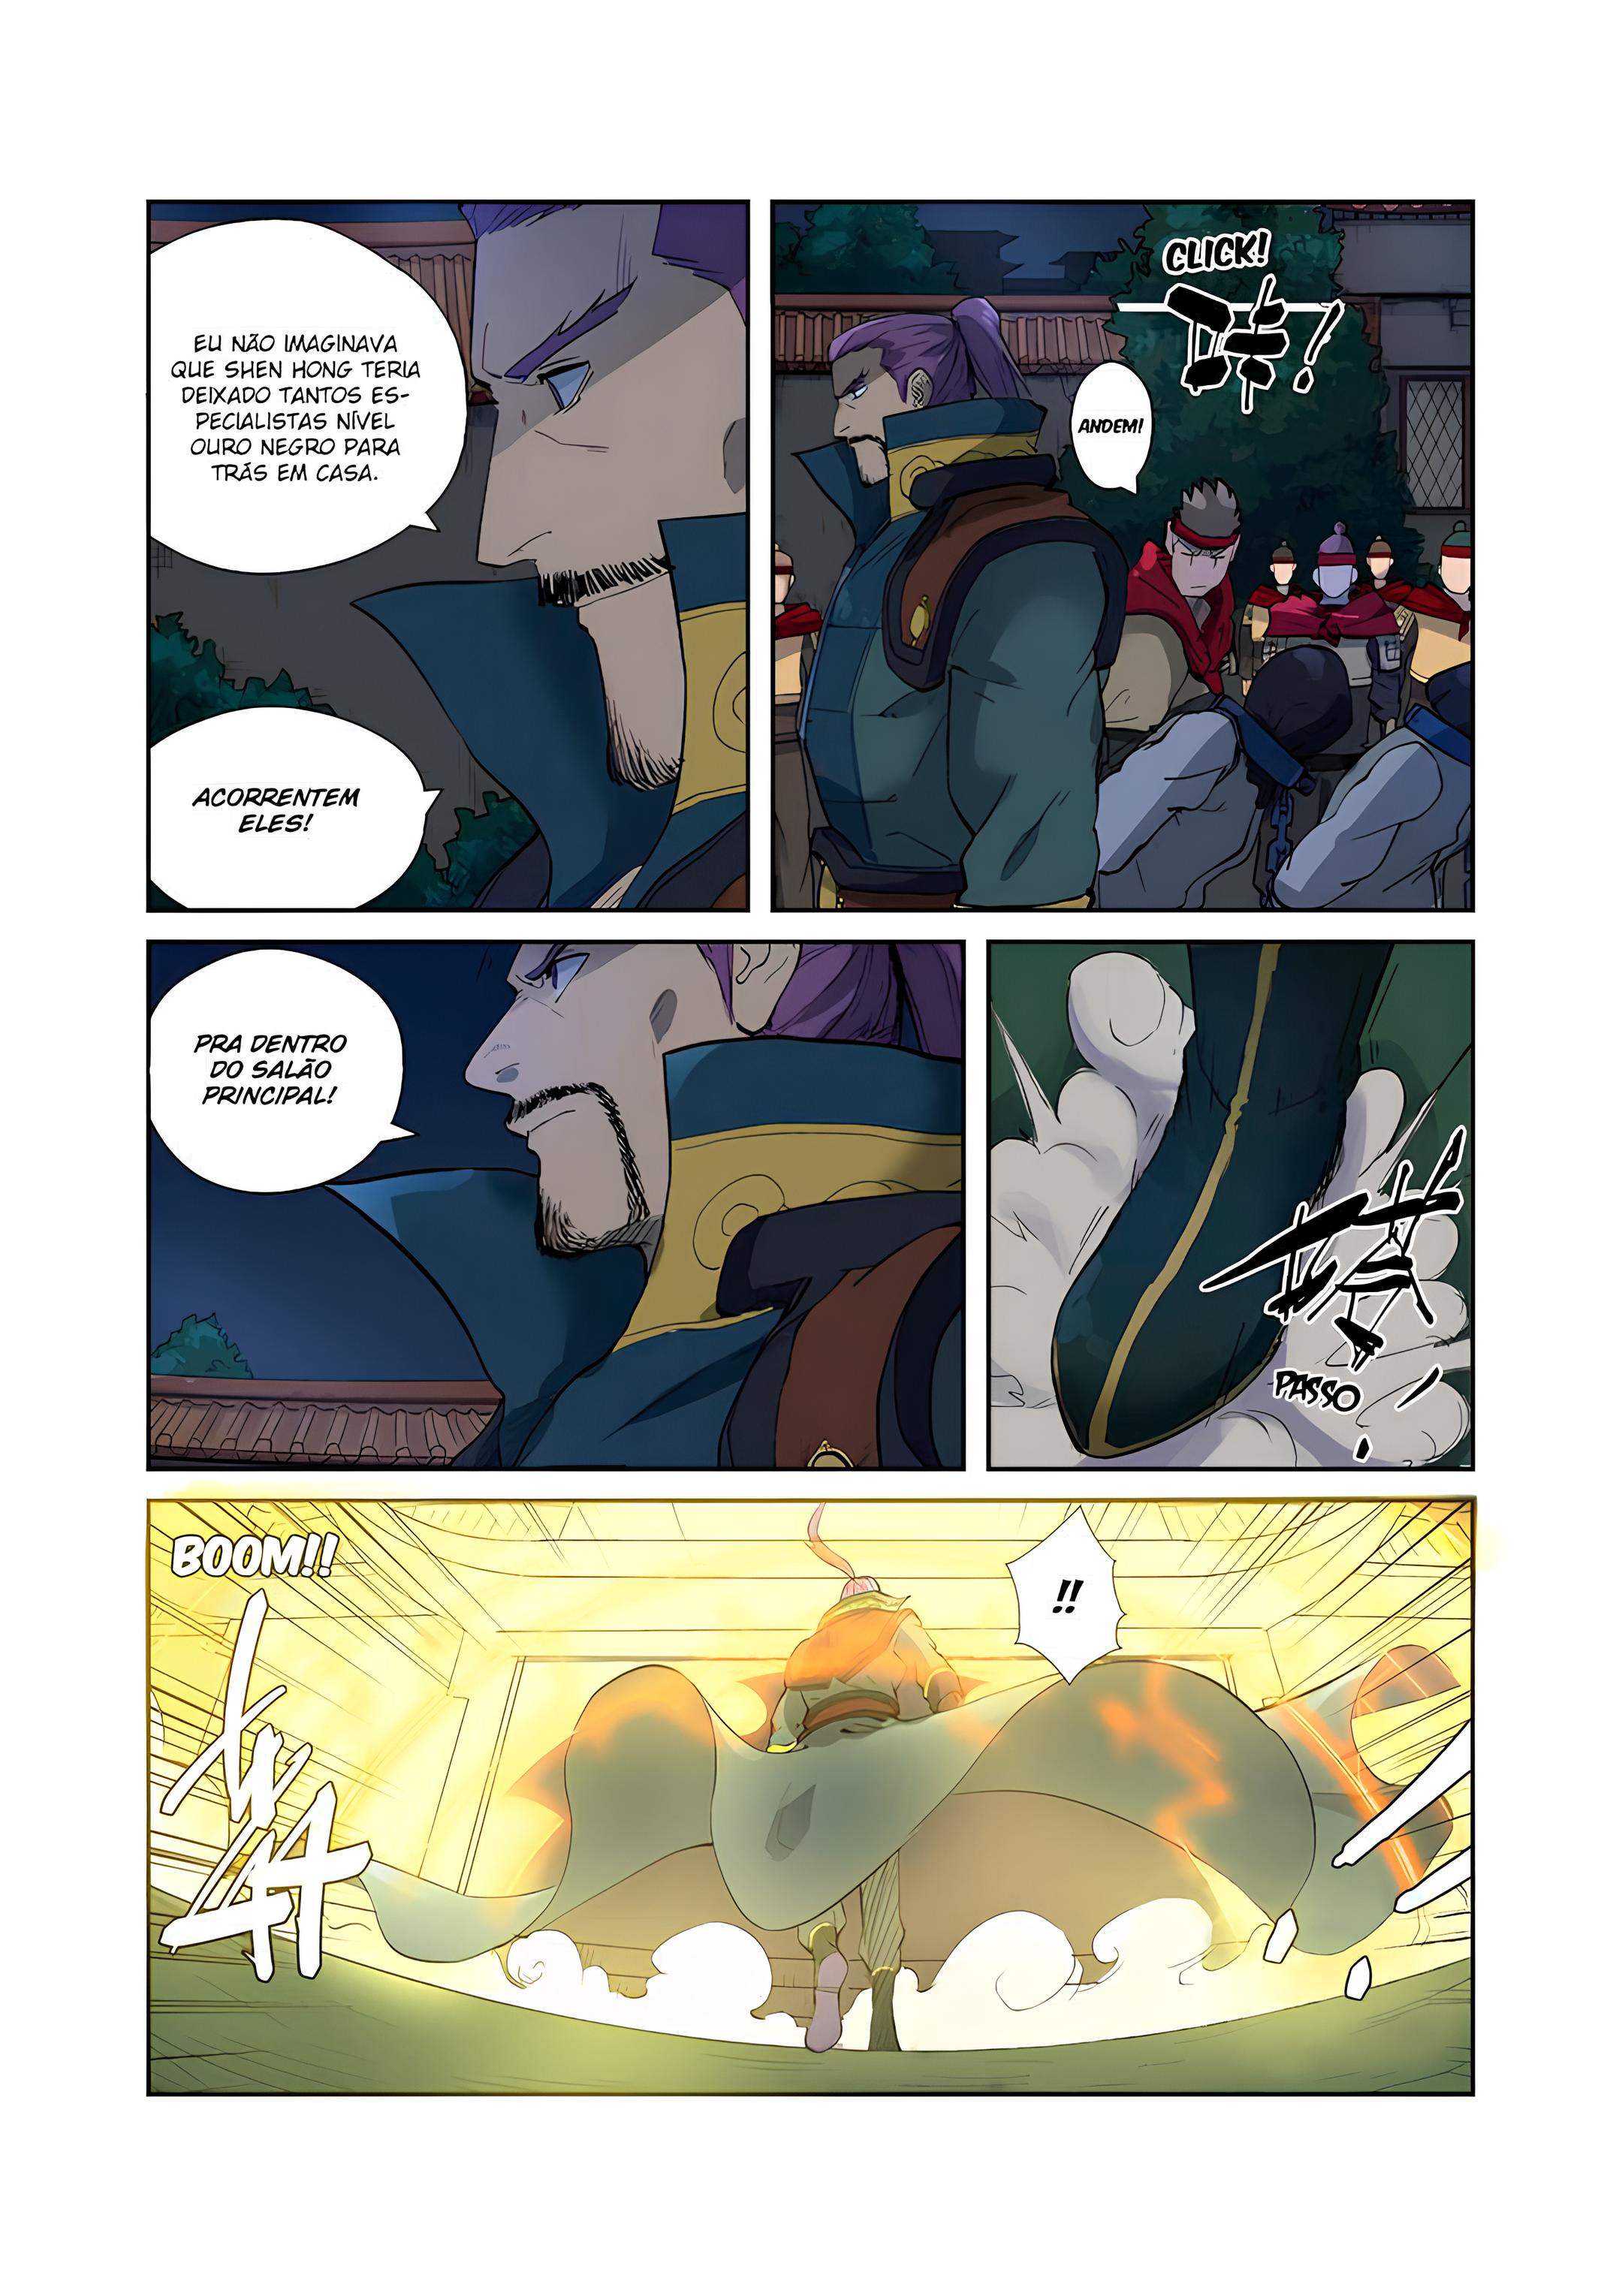 EU NÃO IMAGINAVA
QUE SHEN HONG TERIA
DEIXADO TANTOS ES-
PECIALISTAS NÍVEL
OURO NEGRO PARA
TRÁS EM CASA.
ACORRENTEM
ELES!
CLICK!
ANDEM!
PRA DENTRO
DO SALÃO
PRINCIPAL!
PASSO
BOOM!!
!!